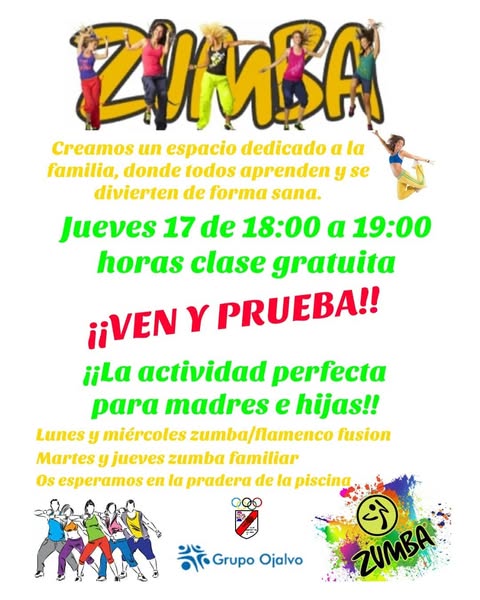 ZUMBA
Creamos un espacio dedicado a la
familia, donde todos aprenden y se
divierten de forma sana.
Jueves 17 de 18:00 a 19:00
horas clase gratuita
¡¡VEN Y PRUEBA!!
¡¡La actividad perfecta
para madres e hijas!!
Lunes y miércoles zumba/flamenco fusion
Martes y jueves zumba familiar
Os esperamos en la pradera de la piscina
Grupo Ojalvo
ZUMBA